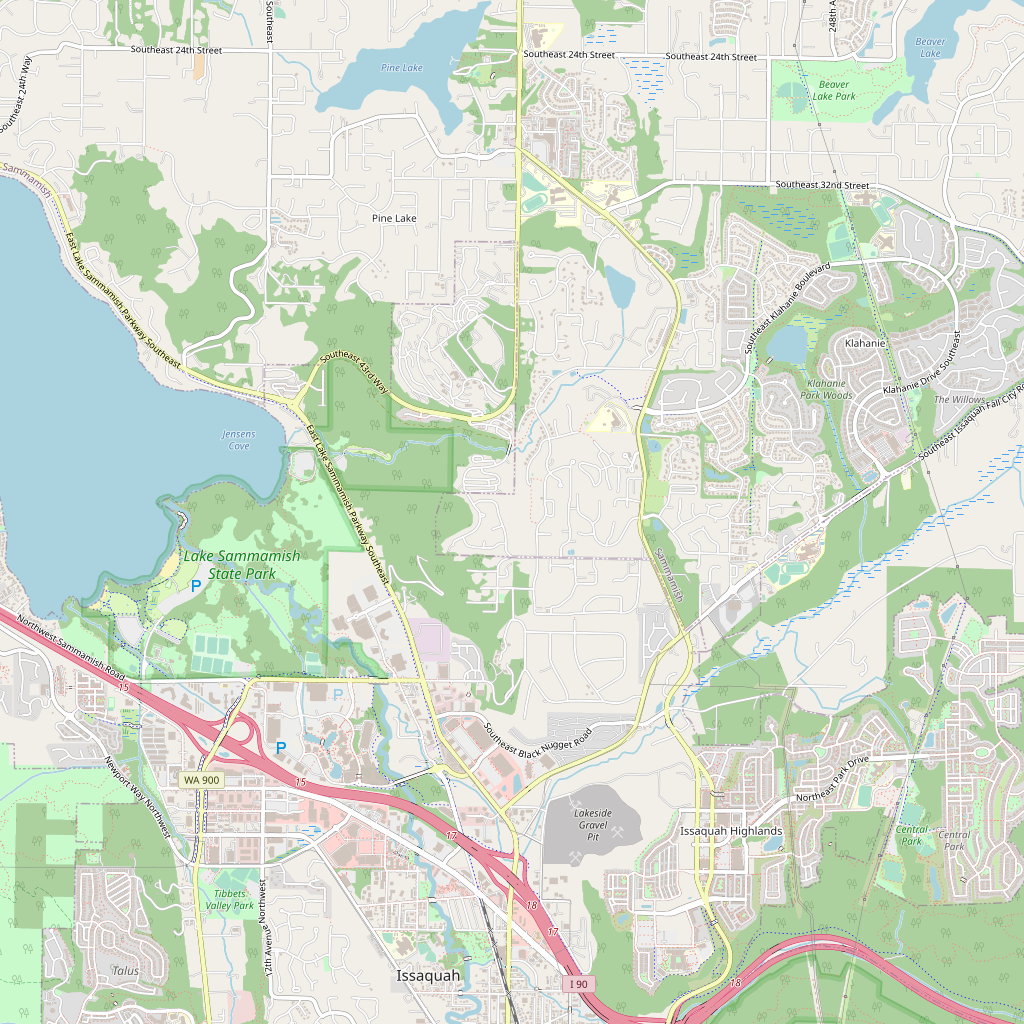 Southeast
248th A
Southeast 24th Street
Southeast 24th Street
Southeast 24th Street
Beaver
Lake
Pine Lake
Southeast 24th Way
Beaver
Lake Park
Sammamish
Southeast 32nd Street
Pine Lake
East Lake Sammamish Parkway Southeast
Southeast Klahanie Boulevard
Klahanie
Southeast 43rd Way
Klahanie
Park Woods
Klahanie Drive Southeast
The Willows
Southeast Issaquah Fall City R
Jensens
Cove
East Lake Sammamish Parkway Southeast
Lake Sammamish
State Park
P
Sammamish
Northwest Sammamish Road
15
P
P
Southeast Black Nugget Road
WA 900
15
Newport Way Northwest
Northeast Park Drive
Lakeside
Gravel
Pit
Issaquah Highlands
Central
Park
Central
Park
17
Tibbets
Valley Park
12th Avenue Northwest
18
17
Talus
Issaquah
I 90
18